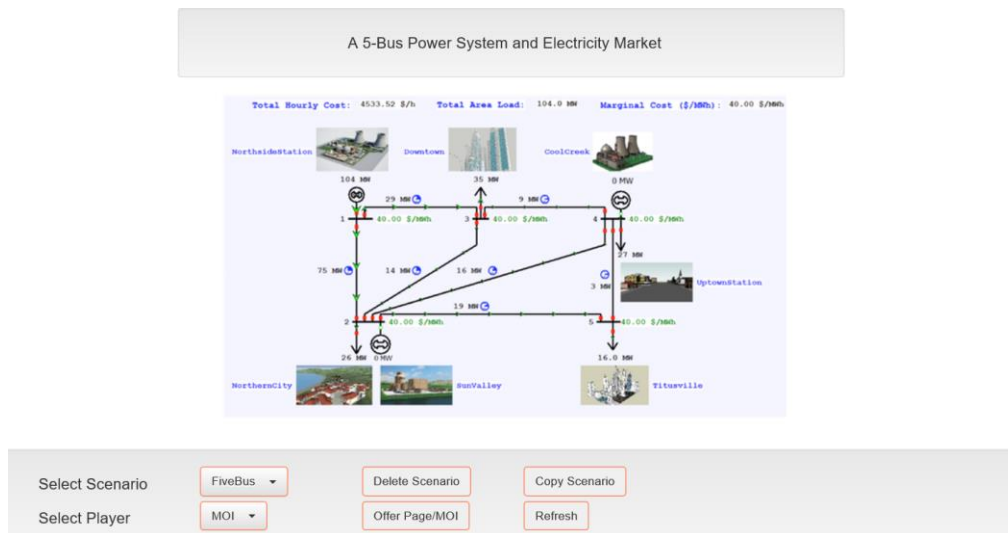 A 5-Bus Power System and Electricity Market
Total Hourly Cost: 4533.52 $/h Total Area Load: 104.0 MW Marginal Cost ($/MWh): 40.00 $/MWh
NorthsideStation Downtown CoolCreek
104 MW 35 MW 0 MW
29 MW 9 MW
1 40.00 $/MWh 3 40.00 $/MWh 4 40.00 $/MWh
27 MW
75 MW 14 MW 16 MW
3 MW UptownStation
19 MW
2 40.00 $/MWh 5 40.00 $/MWh
26 MW 0 MW 16.0 MW
NorthernCity SunValley Titusville
Select Scenario FiveBus Delete Scenario Copy Scenario
Select Player MOI Offer Page/MOI Refresh